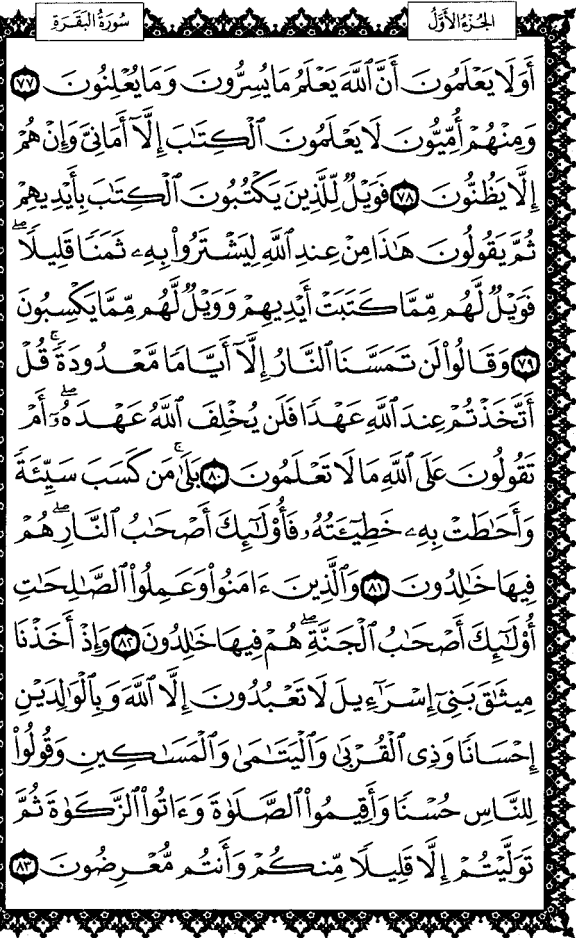 الجزء الأول
سورة البقرة
أَوَلَا يَعْلَمُونَ أَنَّ ٱللَّهَ يَعْلَمُ مَا يُسِرُّونَ وَمَا يُعْلِنُونَ ٧٧
وَمِنْهُمْ أُمِّيُّونَ لَا يَعْلَمُونَ ٱلْكِتَٰبَ إِلَّآ أَمَانِيَّ وَإِنْ هُمْ
إِلَّا يَظُنُّونَ ٧٨ فَوَيْلٌ لِّلَّذِينَ يَكْتُبُونَ ٱلْكِتَٰبَ بِأَيْدِيهِمْ
ثُمَّ يَقُولُونَ هَٰذَا مِنْ عِندِ ٱللَّهِ لِيَشْتَرُوا۟ بِهِۦ ثَمَنًا قَلِيلًا ۖ
فَوَيْلٌ لَّهُم مِّمَّا كَتَبَتْ أَيْدِيهِمْ وَوَيْلٌ لَّهُم مِّمَّا يَكْسِبُونَ
٧٩ وَقَالُوا۟ لَن تَمَسَّنَا ٱلنَّارُ إِلَّآ أَيَّامًا مَّعْدُودَةً ۚ قُلْ
أَتَّخَذْتُمْ عِندَ ٱللَّهِ عَهْدًا فَلَن يُخْلِفَ ٱللَّهُ عَهْدَهُۥٓ ۖ أَمْ
تَقُولُونَ عَلَى ٱللَّهِ مَا لَا تَعْلَمُونَ ٨٠ بَلَىٰ ۚ مَن كَسَبَ سَيِّئَةً
وَأَحَٰطَتْ بِهِۦ خَطِيٓـَٔتُهُۥ فَأُو۟لَٰٓئِكَ أَصْحَٰبُ ٱلنَّارِ ۖ هُمْ
فِيهَا خَٰلِدُونَ ٨١ وَٱلَّذِينَ ءَامَنُوا۟ وَعَمِلُوا۟ ٱلصَّٰلِحَٰتِ
أُو۟لَٰٓئِكَ أَصْحَٰبُ ٱلْجَنَّةِ ۖ هُمْ فِيهَا خَٰلِدُونَ ٨٢ وَإِذْ أَخَذْنَا
مِيثَٰقَ بَنِىٓ إِسْرَٰٓءِيلَ لَا تَعْبُدُونَ إِلَّا ٱللَّهَ وَبِٱلْوَٰلِدَيْنِ
إِحْسَانًا وَذِى ٱلْقُرْبَىٰ وَٱلْيَتَٰمَىٰ وَٱلْمَسَٰكِينِ وَقُولُوا۟
لِلنَّاسِ حُسْنًا وَأَقِيمُوا۟ ٱلصَّلَوٰةَ وَءَاتُوا۟ ٱلزَّكَوٰةَ ثُمَّ
تَوَلَّيْتُمْ إِلَّا قَلِيلًا مِّنكُمْ وَأَنتُم مُّعْرِضُونَ ٨٣